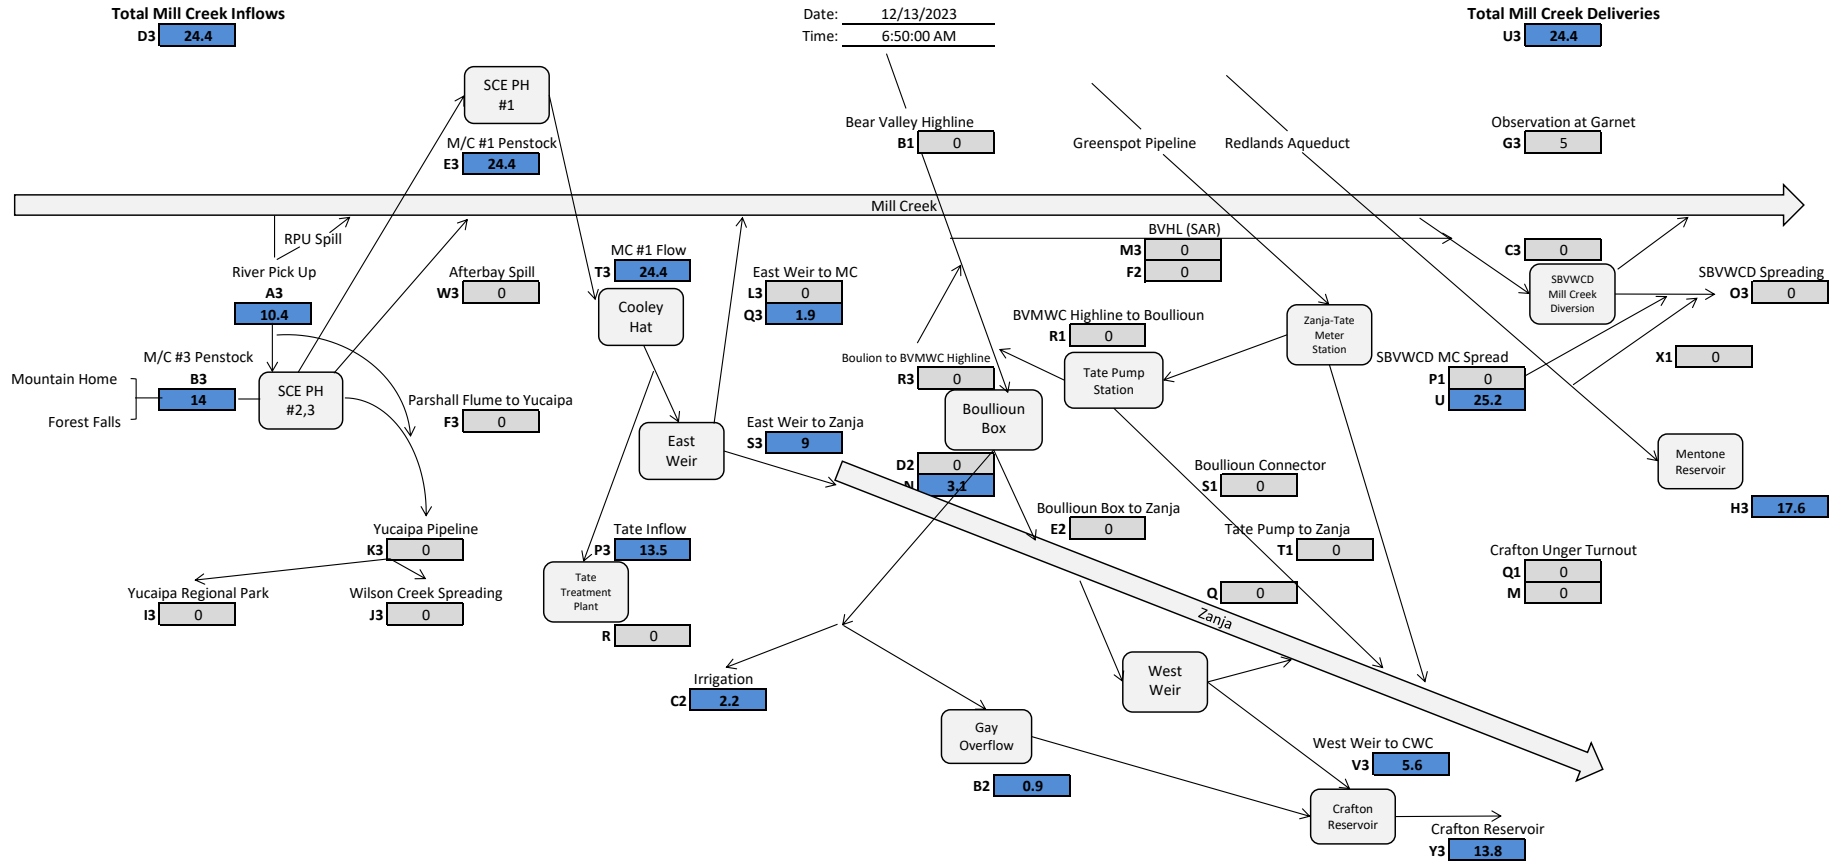 Total Mill Creek Inflows
D3 24.4
Date: 12/13/2023
Time: 6:50:00 AM
Total Mill Creek Deliveries
U3 24.4
SCE PH
#1
M/C #1 Penstock
E3 24.4
Bear Valley Highline
B1 0
Greenspot Pipeline
Redlands Aqueduct
Observation at Garnet
G3 5
Mill Creek
RPU Spill
River Pick Up
A3
10.4
Afterbay Spill
W3 0
MC #1 Flow
T3 24.4
Cooley
Hat
East Weir to MC
L3 0
Q3 1.9
BVHL (SAR)
M3 0
F2 0
C3 0
SBVWCD
Mill Creek
Diversion
SBVWCD Spreading
O3 0
BVMWC Highline to Boullioun
R1 0
Zanja-Tate
Meter
Station
Boulion to BVMWC Highline
R3 0
Tate Pump
Station
SBVWCD MC Spread
P1 0
U 25.2
X1 0
M/C #3 Penstock
B3
14
Mountain Home
Forest Falls
SCE PH
#2,3
Parshall Flume to Yucaipa
F3 0
East
Weir
East Weir to Zanja
S3 9
Boullioun
Box
D2 0
N 3.1
Boullioun Connector
S1 0
Mentone
Reservoir
H3 17.6
Boullioun Box to Zanja
E2 0
Tate Pump to Zanja
T1 0
Yucaipa Pipeline
K3 0
Tate Inflow
P3 13.5
Tate
Treatment
Plant
R 0
Crafton Unger Turnout
Q1 0
M 0
Q 0
Zanja
Yucaipa Regional Park
I3 0
Wilson Creek Spreading
J3 0
Irrigation
C2 2.2
West
Weir
Gay
Overflow
B2 0.9
West Weir to CWC
V3 5.6
Crafton
Reservoir
Crafton Reservoir
Y3 13.8